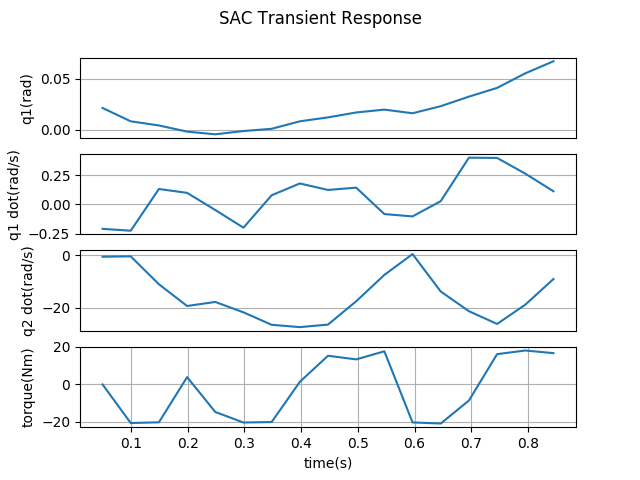 SAC Transient Response
q1(rad)
0.05
0.00
q1 dot(rad/s)
0.25
0.00
−0.25
q2 dot(rad/s)
0
−20
torque(Nm)
20
0
−20
0.1 0.2 0.3 0.4 0.5 0.6 0.7 0.8
time(s)